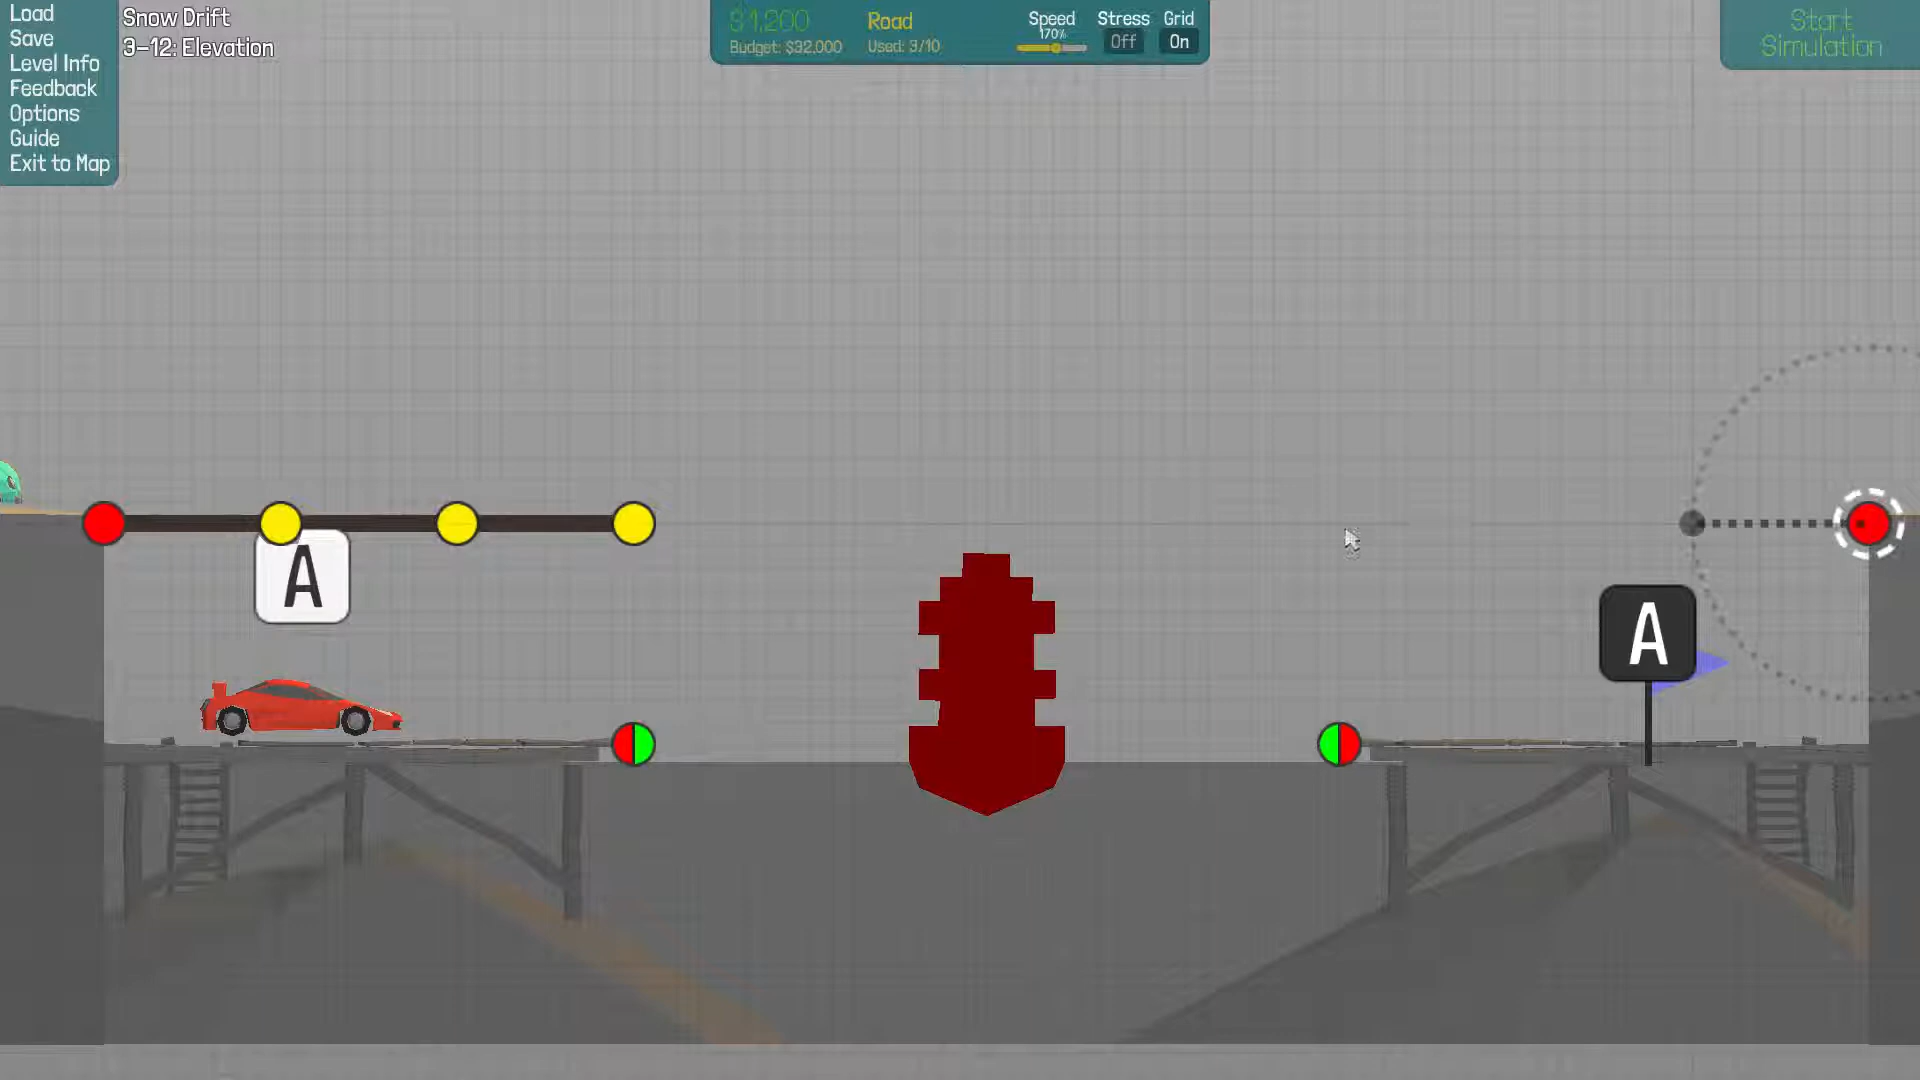 Load
Save
Level Info
Feedback
Options
Guide
Exit to Map
Snow Drift
3-12: Elevation
$1,200
Budget: $32,000
Road
Used: 3/10
Speed
170%
Stress
Off
Grid
On
Start
Simulation
A
A